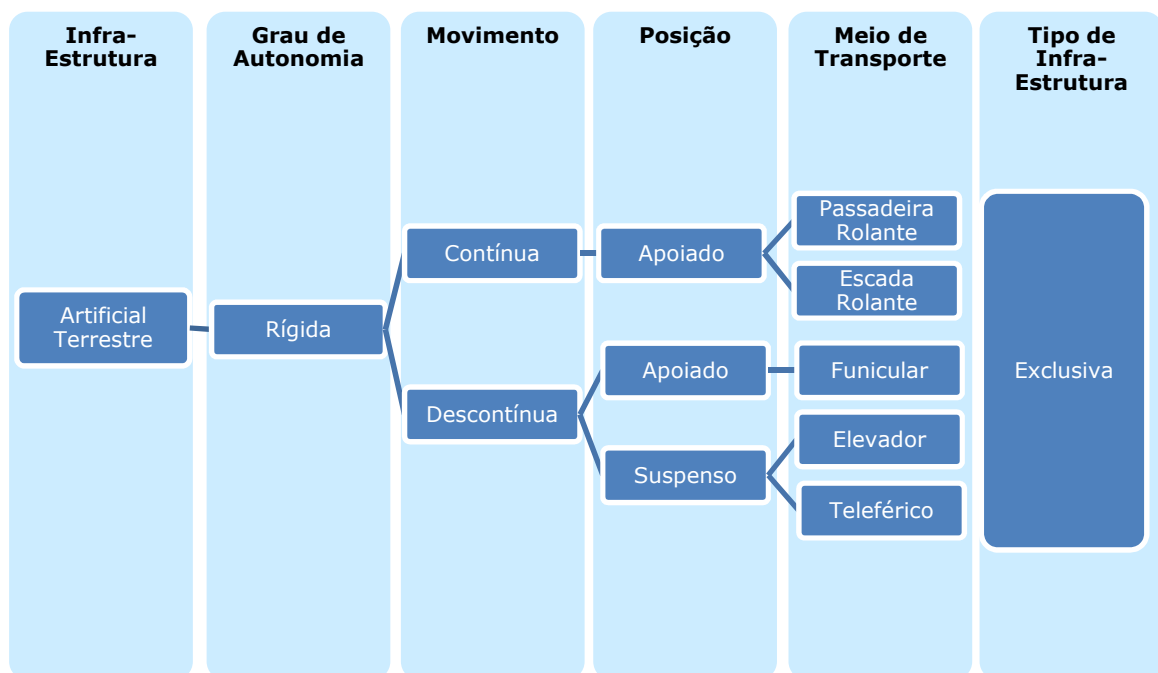 Infra-
Estrutura
Grau de
Autonomia
Movimento
Posição
Meio de
Transporte
Tipo de
Infra-
Estrutura
Artificial
Terrestre
Rígida
Contínua
Descontínua
Apoiado
Apoiado
Suspenso
Passadeira
Rolante
Escada
Rolante
Funicular
Elevador
Teleférico
Exclusiva